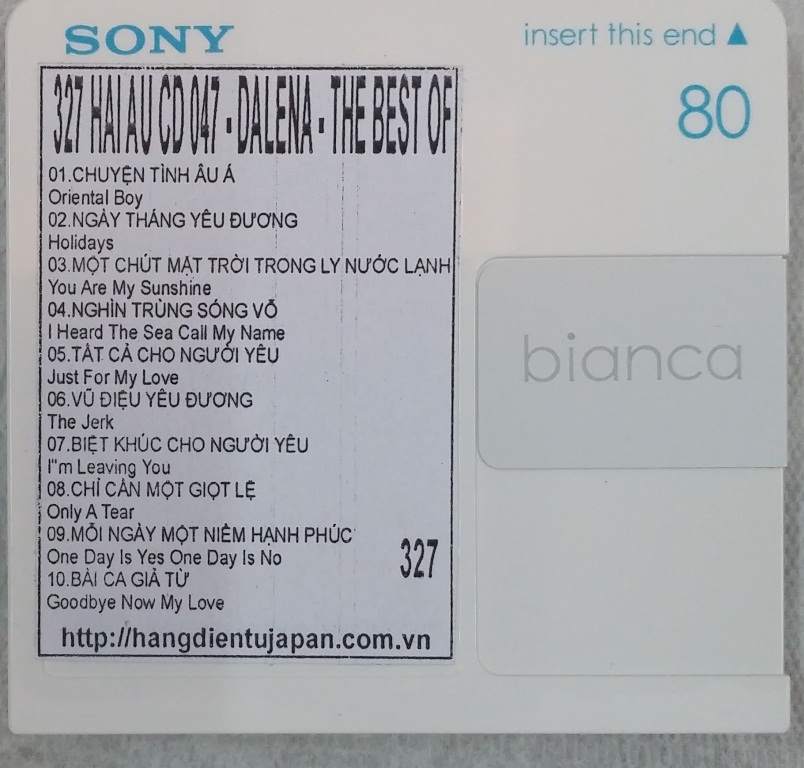 SONY
insert this end ▲
80
327 HAI AU CD 047 - DALENA - THE BEST OF
01.CHUYỆN TÌNH ÂU Á
Oriental Boy
02.NGÀY THÁNG YÊU ĐƯƠNG
Holidays
03.MỘT CHÚT MẶT TRỜI TRONG LY NƯỚC LẠNH
You Are My Sunshine
04.NGHÌN TRÙNG SÓNG VỖ
I Heard The Sea Call My Name
05.TẤT CẢ CHO NGƯỜI YÊU
Just For My Love
06.VŨ ĐIỆU YÊU ĐƯƠNG
The Jerk
07.BIỆT KHÚC CHO NGƯỜI YÊU
I"m Leaving You
08.CHỈ CẦN MỘT GIỌT LỆ
Only A Tear
09.MỖI NGÀY MỘT NIỀM HẠNH PHÚC
One Day Is Yes One Day Is No
10.BÀI CA GIÃ TỪ
Goodbye Now My Love
327
http://hangdientujapan.com.vn
bianca